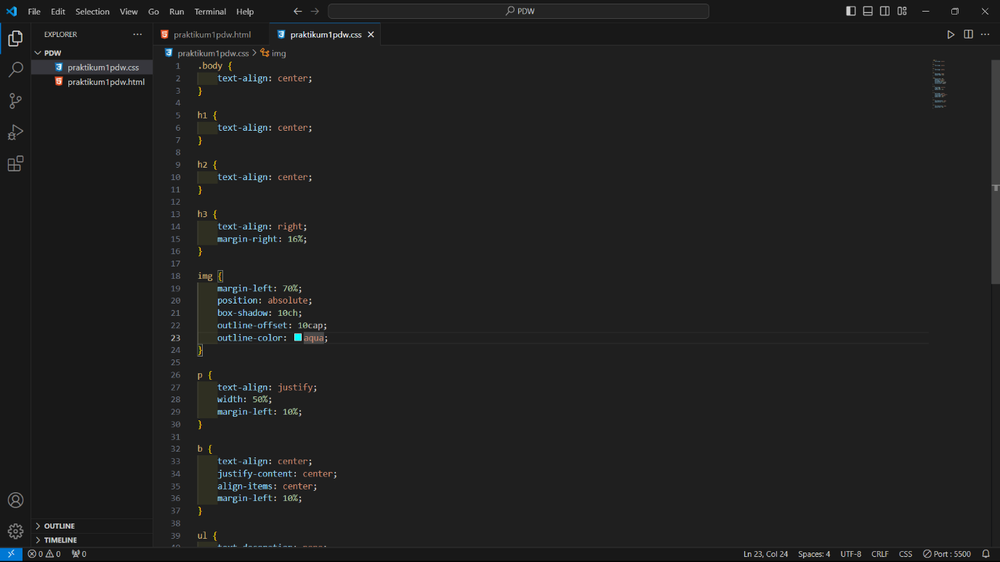 File Edit Selection View Go Run Terminal Help PDW
EXPLORER
PDW
praktikum1pdw.css
praktikum1pdw.html
OUTLINE
TIMELINE
praktikum1pdw.html praktikum1pdw.css
praktikum1pdw.css > img
1 .body {
2 text-align: center;
3 }
4
5 h1 {
6 text-align: center;
7 }
8
9 h2 {
10 text-align: center;
11 }
12
13 h3 {
14 text-align: right;
15 margin-right: 16%;
16 }
17
18 img {
19 margin-left: 70%;
20 position: absolute;
21 box-shadow: 10ch;
22 outline-offset: 10cap;
23 outline-color: aqua;
24 }
25
26 p {
27 text-align: justify;
28 width: 50%;
29 margin-left: 10%;
30 }
31
32 b {
33 text-align: center;
34 justify-content: center;
35 align-items: center;
36 margin-left: 10%;
37 }
38
39 ul {
0 0 0 Ln 23, Col 24 Spaces: 4 UTF-8 CRLF CSS Port : 5500